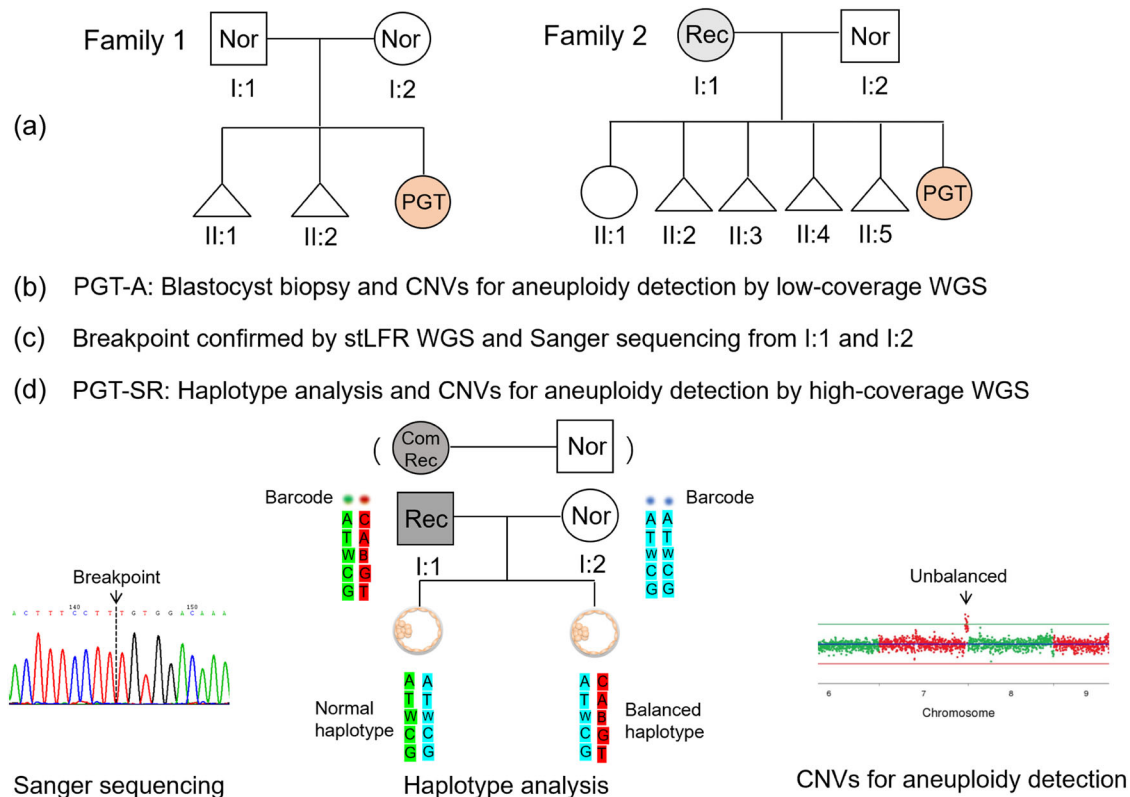 Family 1
Nor
Nor
I:1
I:2
Family 2
Rec
Nor
I:1
I:2
(a)
PGT
II:1
II:2
PGT
II:1
II:2
II:3
II:4
II:5
(b) PGT-A: Blastocyst biopsy and CNVs for aneuploidy detection by low-coverage WGS
(c) Breakpoint confirmed by stLFR WGS and Sanger sequencing from I:1 and I:2
(d) PGT-SR: Haplotype analysis and CNVs for aneuploidy detection by high-coverage WGS
( Com
Rec
Nor )
Barcode
A C
T A
W B
C G
G T
Rec
Nor
I:1
I:2
Barcode
A A
T T
W W
C C
G G
Breakpoint
140
150
A C T T T C C T T T G T G G A C A A A
Unbalanced
6 7 8 9
Chromosome
Normal
haplotype
A A
T T
W W
C C
G G
A C
T A
W B
C G
G T
Balanced
haplotype
Sanger sequencing
Haplotype analysis
CNVs for aneuploidy detection